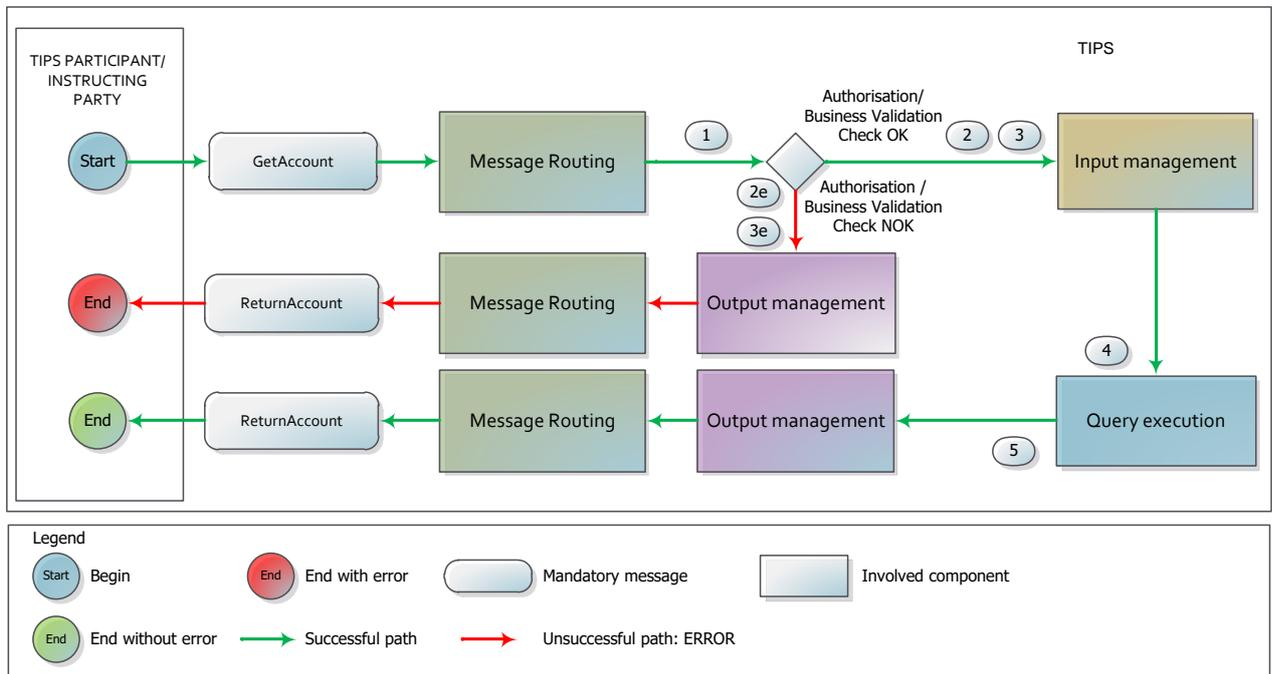 TIPS PARTICIPANT/
INSTRUCTING
PARTY
TIPS
Start
GetAccount
Message Routing
1
Authorisation/
Business Validation
Check OK
2
3
Input management
2e
3e
Authorisation /
Business Validation
Check NOK
End
ReturnAccount
Message Routing
Output management
4
End
ReturnAccount
Message Routing
Output management
5
Query execution
Legend
Start
Begin
End
End with error
Mandatory message
Involved component
End
End without error
Successful path
Unsuccessful path: ERROR